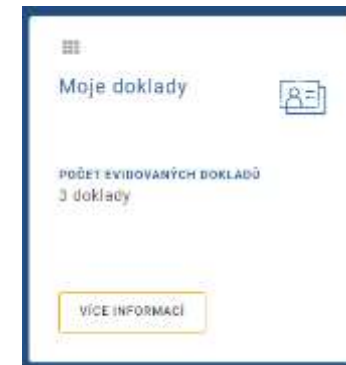 Moje doklady
POČET EVIDOVANÝCH DOKLADŮ
3 doklady
VÍCE INFORMACÍ